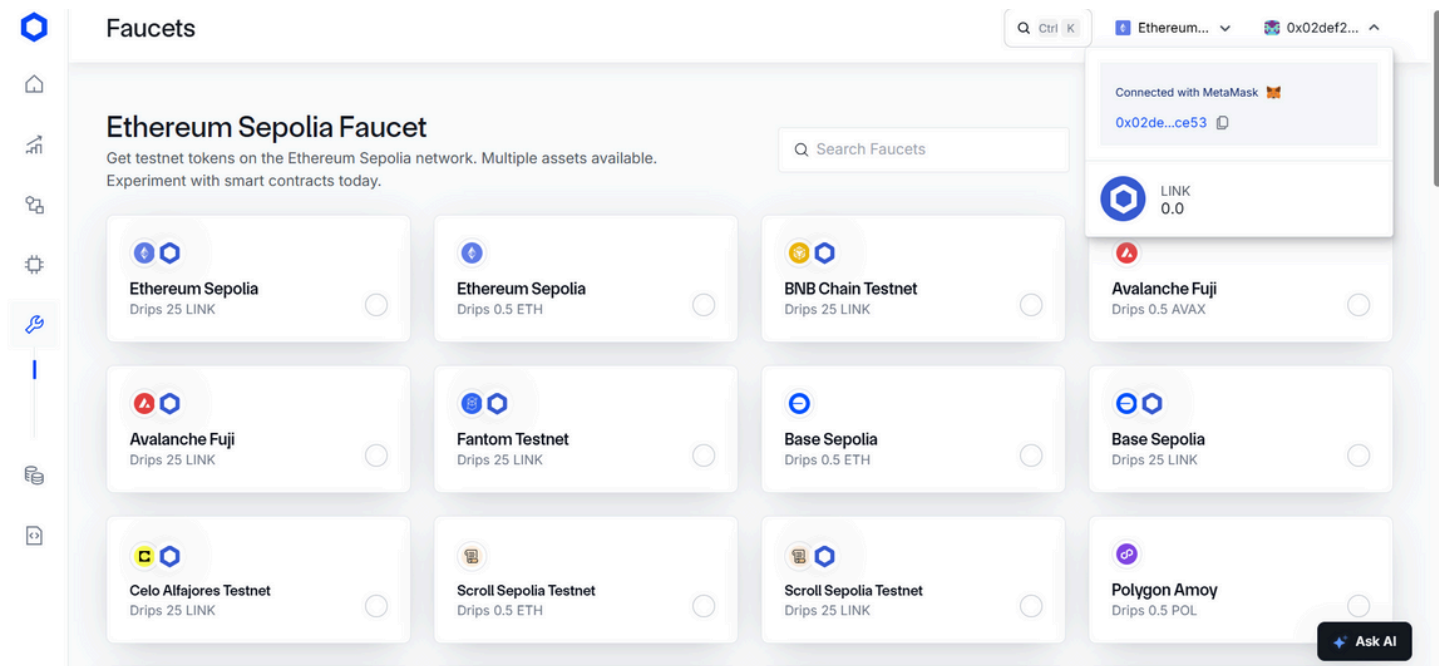 Faucets
Ctrl K
Ethereum...
0x02def2...
Connected with MetaMask
0x02de...ce53
LINK
0.0
Ethereum Sepolia Faucet
Get testnet tokens on the Ethereum Sepolia network. Multiple assets available.
Experiment with smart contracts today.
Search Faucets
Ethereum Sepolia
Drips 25 LINK
Ethereum Sepolia
Drips 0.5 ETH
BNB Chain Testnet
Drips 25 LINK
Avalanche Fuji
Drips 0.5 AVAX
Avalanche Fuji
Drips 25 LINK
Fantom Testnet
Drips 25 LINK
Base Sepolia
Drips 0.5 ETH
Base Sepolia
Drips 25 LINK
Celo Alfajores Testnet
Drips 25 LINK
Scroll Sepolia Testnet
Drips 0.5 ETH
Scroll Sepolia Testnet
Drips 25 LINK
Polygon Amoy
Drips 0.5 POL
Ask AI